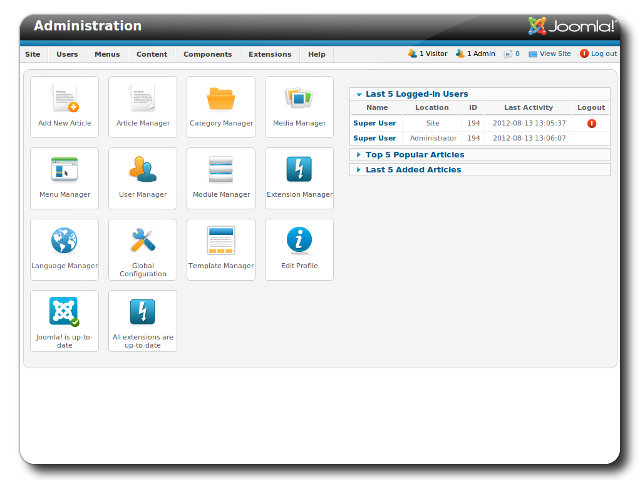 Administration
Joomla!
Site Users Menus Content Components Extensions Help
1 Visitor 1 Admin 0 View Site Log out
Add New Article
Article Manager
Category Manager
Media Manager
Menu Manager
User Manager
Module Manager
Extension Manager
Language Manager
Global
Configuration
Template Manager
Edit Profile
Joomla! is up-to-
date
All extensions are
up-to-date
Last 5 Logged-in Users
Name Location ID Last Activity Logout
Super User Site 194 2012-08-13 13:05:37
Super User Administrator 194 2012-08-13 13:06:07
Top 5 Popular Articles
Last 5 Added Articles